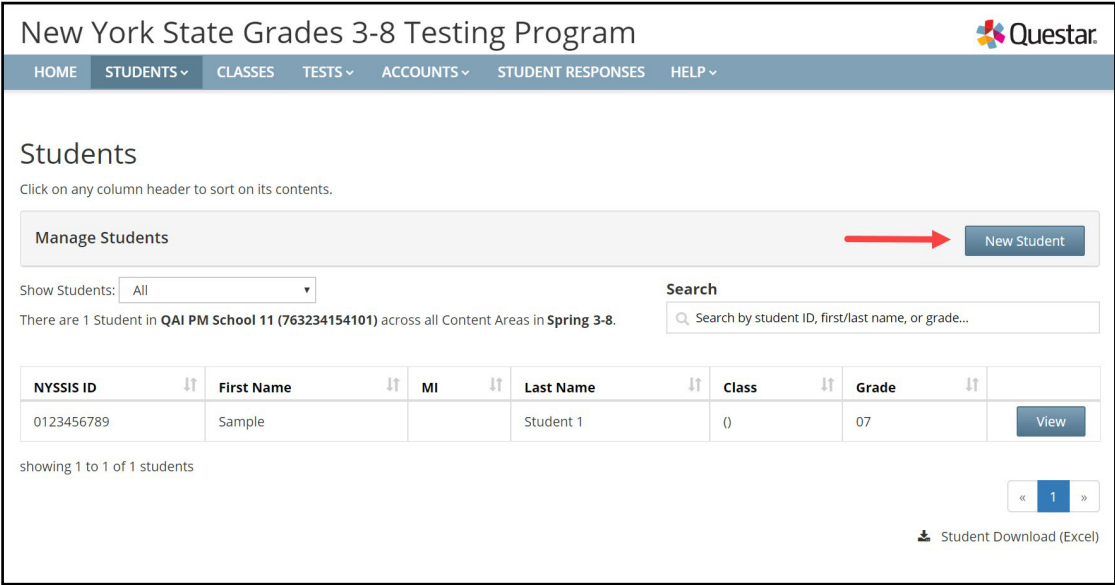 New York State Grades 3-8 Testing Program
Questar
HOME STUDENTS CLASSES TESTS ACCOUNTS STUDENT RESPONSES HELP
Students
Click on any column header to sort on its contents.
Manage Students
New Student
Show Students: All
There are 1 Student in QAI PM School 11 (763234154101) across all Content Areas in Spring 3-8.
Search
Search by student ID, first/last name, or grade...
NYSSIS ID First Name MI Last Name Class Grade
0123456789 Sample Student 1 () 07 View
showing 1 to 1 of 1 students
« 1 »
Student Download (Excel)